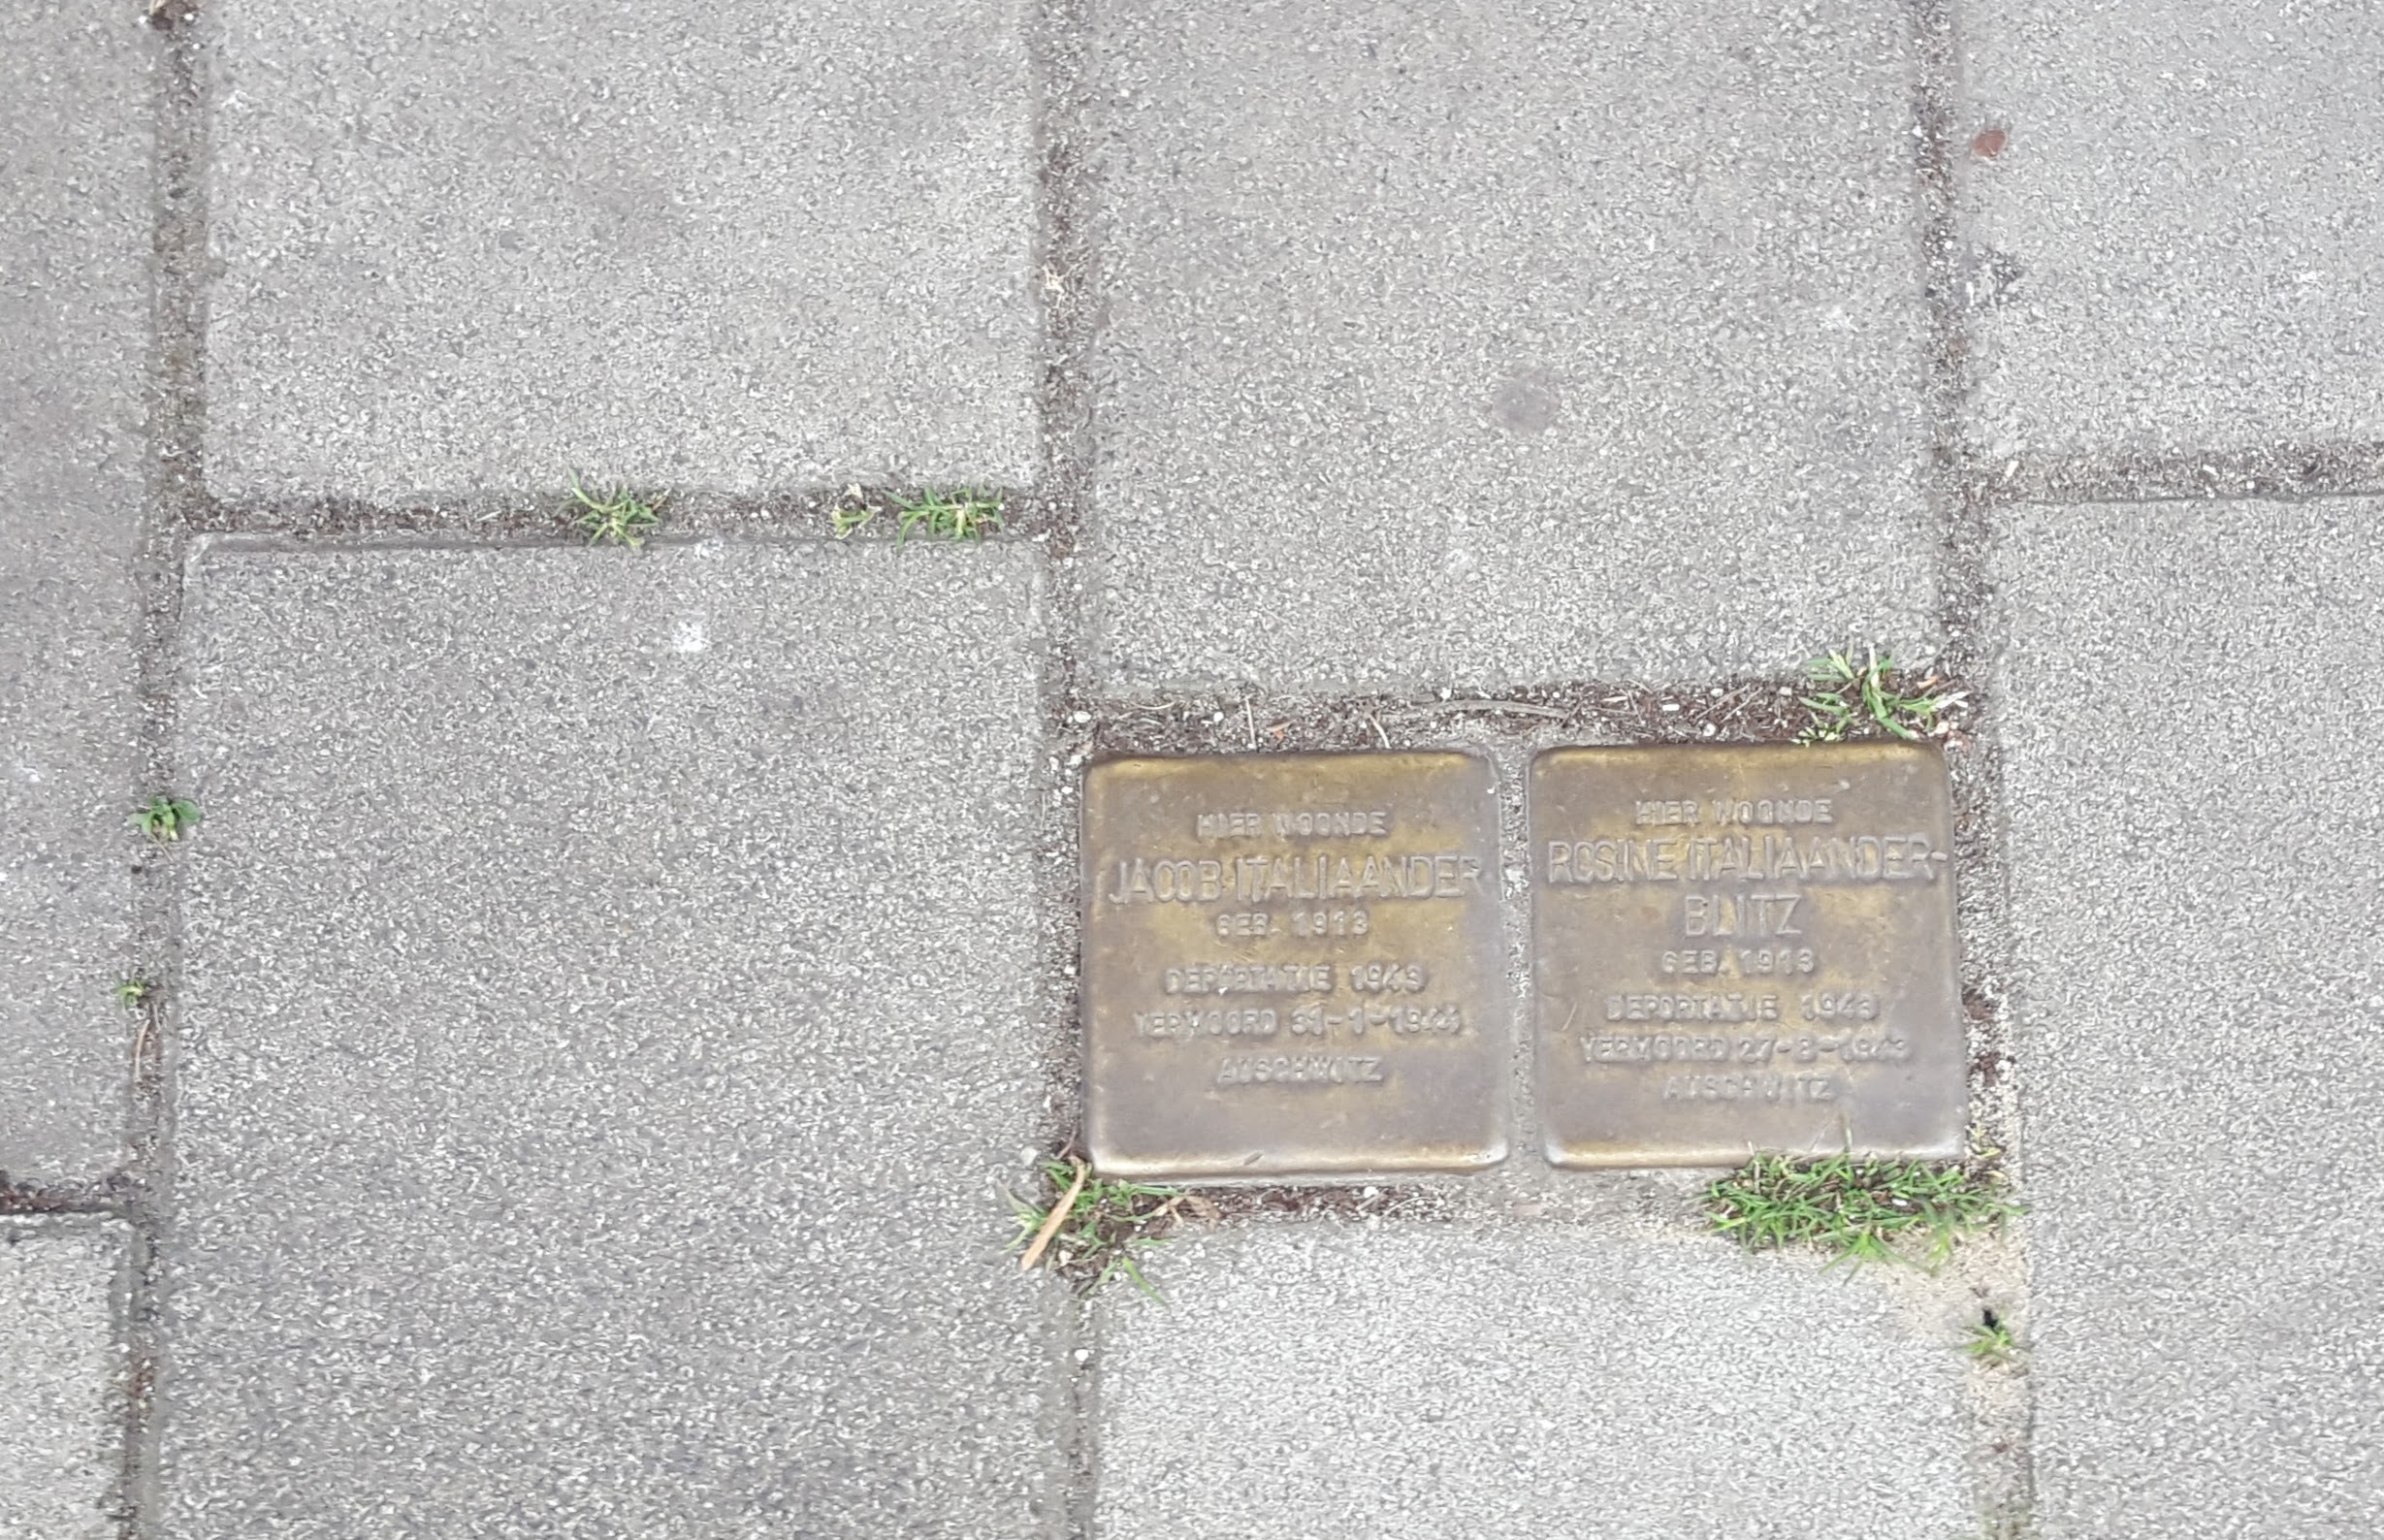 HIER WOONDE
JACOB ITALIAANDER
GEB. 1913
DEPORTATIE 1943
VERMOORD 31-1-1944
AUSCHWITZ
HIER WOONDE
ROSINE ITALIAANDER-
BLITZ
GEB. 1913
DEPORTATIE 1943
VERMOORD 27-8-1943
AUSCHWITZ